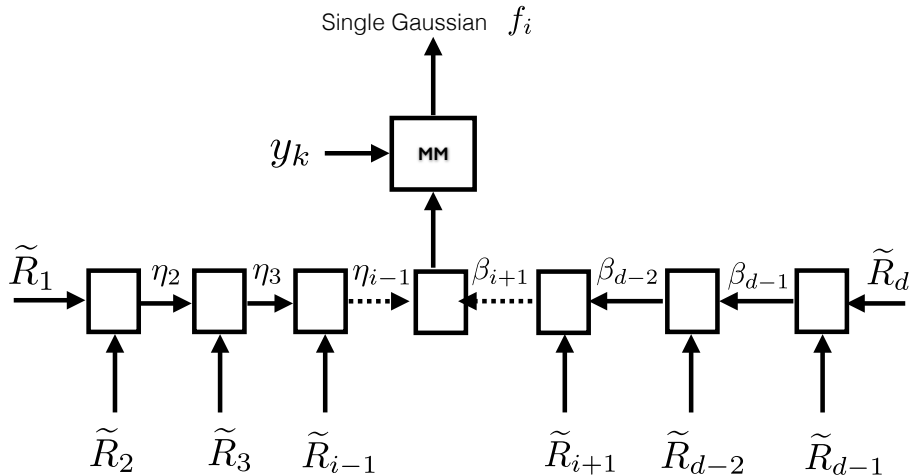 Single Gaussian f_i
y_k
MM
R̃_1 η_2 η_3 η_{i−1} β_{i+1} β_{d−2} β_{d−1} R̃_d
R̃_2 R̃_3 R̃_{i−1} R̃_{i+1} R̃_{d−2} R̃_{d−1}